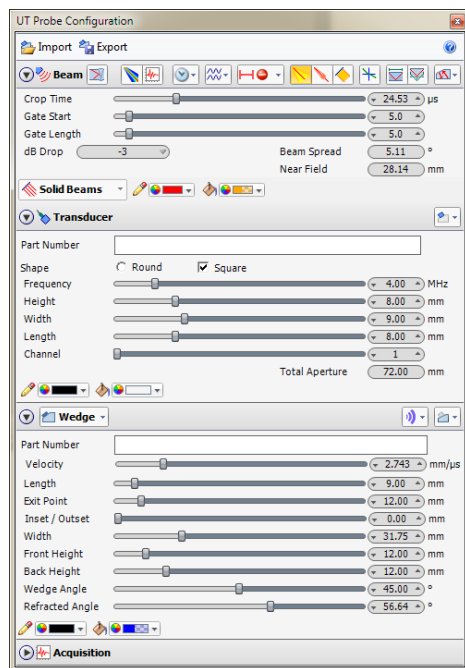 UT Probe Configuration
Import Export
Beam
Crop Time 24.53 µs
Gate Start 5.0
Gate Length 5.0
dB Drop -3 Beam Spread 5.11 °
Near Field 28.14 mm
Solid Beams
Transducer
Part Number
Shape Round Square
Frequency 4.00 MHz
Height 8.00 mm
Width 9.00 mm
Length 8.00 mm
Channel 1
Total Aperture 72.00 mm
Wedge
Part Number
Velocity 2.743 mm/µs
Length 9.00 mm
Exit Point 12.00 mm
Inset / Outset 0.00 mm
Width 31.75 mm
Front Height 12.00 mm
Back Height 12.00 mm
Wedge Angle 45.00 °
Refracted Angle 56.64 °
Acquisition